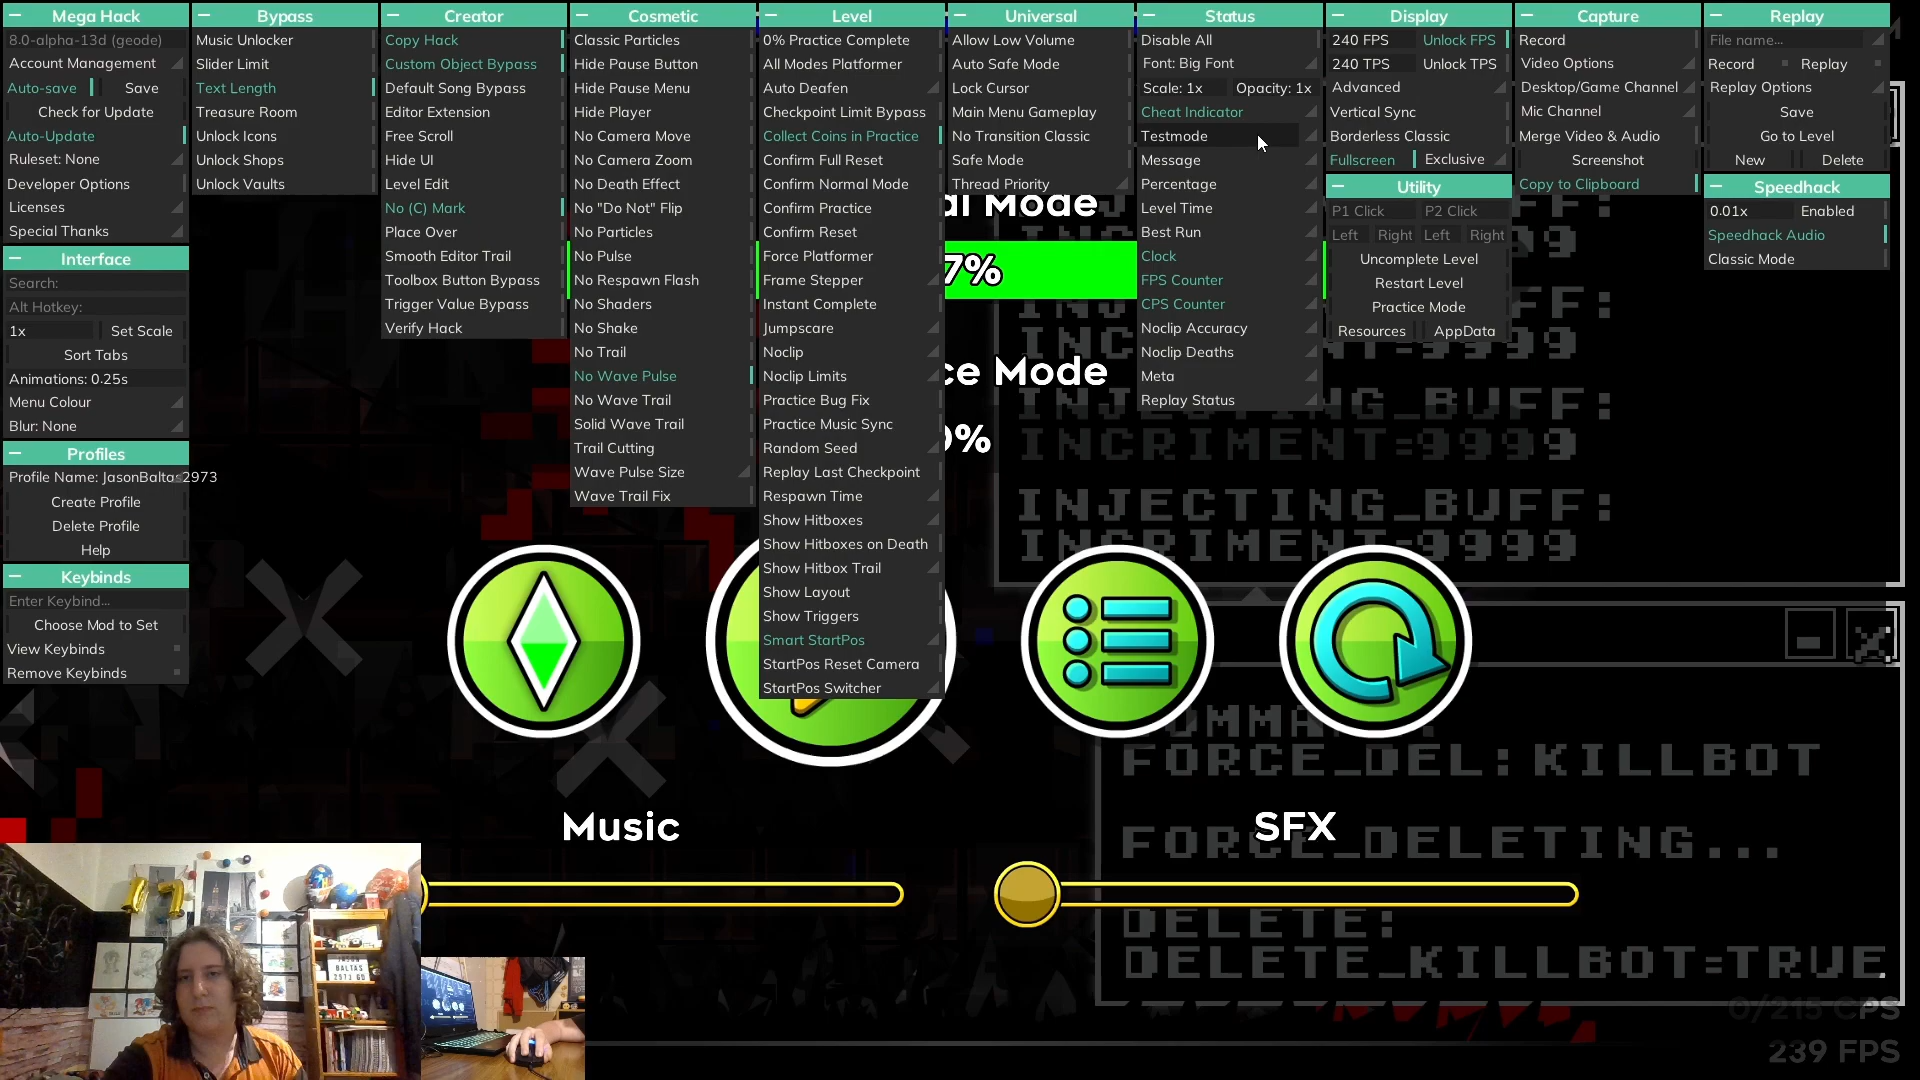 Mega Hack
8.0-alpha-13d (geode)
Account Management
Auto-save Save
Check for Update
Auto-Update
Ruleset: None
Developer Options
Licenses
Special Thanks
Interface
Search:
Alt Hotkey:
1x Set Scale
Sort Tabs
Animations: 0.25s
Menu Colour
Blur: None
Profiles
Profile Name: JasonBaltas2973
Create Profile
Delete Profile
Help
Keybinds
Enter Keybind...
Choose Mod to Set
View Keybinds
Remove Keybinds
Bypass
Music Unlocker
Slider Limit
Text Length
Treasure Room
Unlock Icons
Unlock Shops
Unlock Vaults
Creator
Copy Hack
Custom Object Bypass
Default Song Bypass
Editor Extension
Free Scroll
Hide UI
Level Edit
No (C) Mark
Place Over
Smooth Editor Trail
Toolbox Button Bypass
Trigger Value Bypass
Verify Hack
Cosmetic
Classic Particles
Hide Pause Button
Hide Pause Menu
Hide Player
No Camera Move
No Camera Zoom
No Death Effect
No "Do Not" Flip
No Particles
No Pulse
No Respawn Flash
No Shaders
No Shake
No Trail
No Wave Pulse
No Wave Trail
Solid Wave Trail
Trail Cutting
Wave Pulse Size
Wave Trail Fix
Level
0% Practice Complete
All Modes Platformer
Auto Deafen
Checkpoint Limit Bypass
Collect Coins in Practice
Confirm Full Reset
Confirm Normal Mode
Confirm Practice
Confirm Reset
Force Platformer
Frame Stepper
Instant Complete
Jumpscare
Noclip
Noclip Limits
Practice Bug Fix
Practice Music Sync
Random Seed
Replay Last Checkpoint
Respawn Time
Show Hitboxes
Show Hitboxes on Death
Show Hitbox Trail
Show Layout
Show Triggers
Smart StartPos
StartPos Reset Camera
StartPos Switcher
Universal
Allow Low Volume
Auto Safe Mode
Lock Cursor
Main Menu Gameplay
No Transition Classic
Safe Mode
Thread Priority
Status
Disable All
Font: Big Font
Scale: 1x Opacity: 1x
Cheat Indicator
Testmode
Message
Percentage
Level Time
Best Run
Clock
FPS Counter
CPS Counter
Noclip Accuracy
Noclip Deaths
Meta
Replay Status
Display
240 FPS Unlock FPS
240 TPS Unlock TPS
Advanced
Vertical Sync
Borderless Classic
Fullscreen Exclusive
Utility
P1 Click P2 Click
Left Right Left Right
Uncomplete Level
Restart Level
Practice Mode
Resources AppData
Capture
Record
Video Options
Desktop/Game Channel
Mic Channel
Merge Video & Audio
Screenshot
Copy to Clipboard
Replay
File name...
Record Replay
Replay Options
Save
Go to Level
New Delete
Speedhack
0.01x Enabled
Speedhack Audio
Classic Mode
al Mode
7%
ce Mode
0%
INJECTING_BUFF:
INCRIMENT=9999
INJECTING_BUFF:
INCRIMENT=9999
FORCE_DEL:KILLBOT
FORCE_DELETING...
DELETE:
DELETE_KILLBOT=TRUE
Music
SFX
17
JASON
BALTAS
2973 GD
0/215 CPS
239 FPS